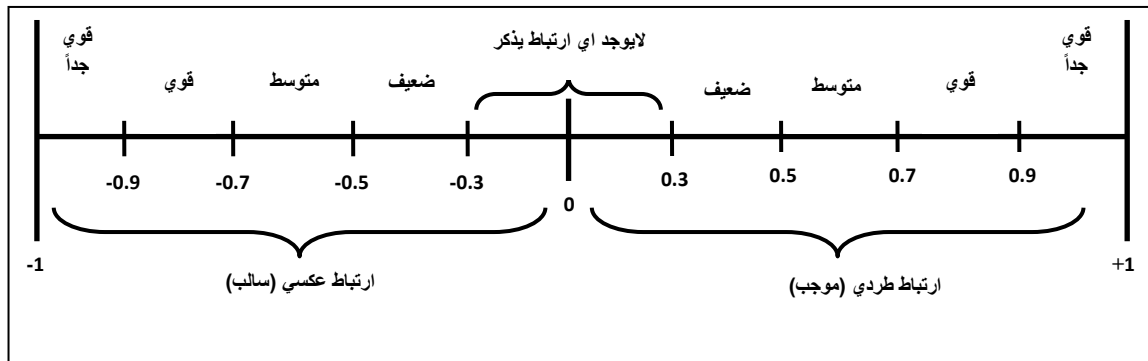 قوي
جداً
قوي
متوسط
ضعيف
لايوجد اي ارتباط يذكر
ضعيف
متوسط
قوي
قوي
جداً
-0.9
-0.7
-0.5
-0.3
0
0.3
0.5
0.7
0.9
-1
ارتباط عكسي (سالب)
ارتباط طردي (موجب)
+1